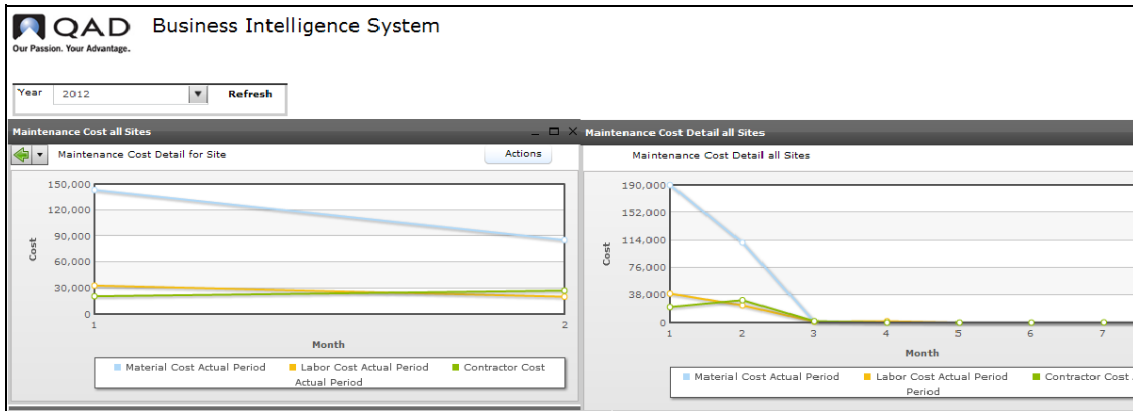 QAD Business Intelligence System
Our Passion. Your Advantage.
Year 2012 Refresh
Maintenance Cost all Sites
Maintenance Cost Detail for Site Actions
150,000
120,000
90,000
60,000
30,000
0
Cost
1 2
Month
Material Cost Actual Period Labor Cost Actual Period Contractor Cost
Actual Period
Maintenance Cost Detail all Sites
Maintenance Cost Detail all Sites
190,000
152,000
114,000
76,000
38,000
0
Cost
1 2 3 4 5 6 7
Month
Material Cost Actual Period Labor Cost Actual Period Contractor Cost
Period